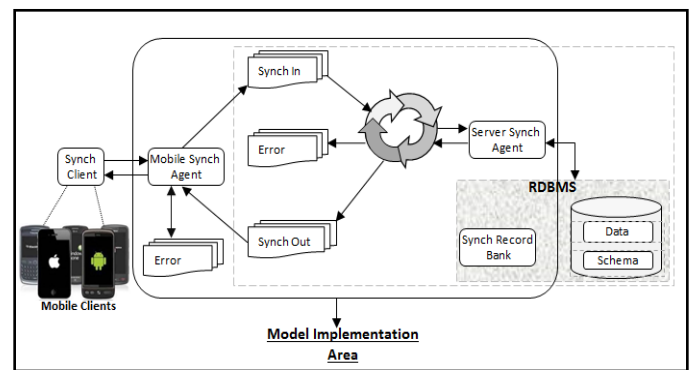 Synch In
Synch
Client
Mobile Synch
Agent
Error
Server Synch
Agent
RDBMS
Synch Out
Error
Synch Record
Bank
Data
Schema
Mobile Clients
Model Implementation
Area